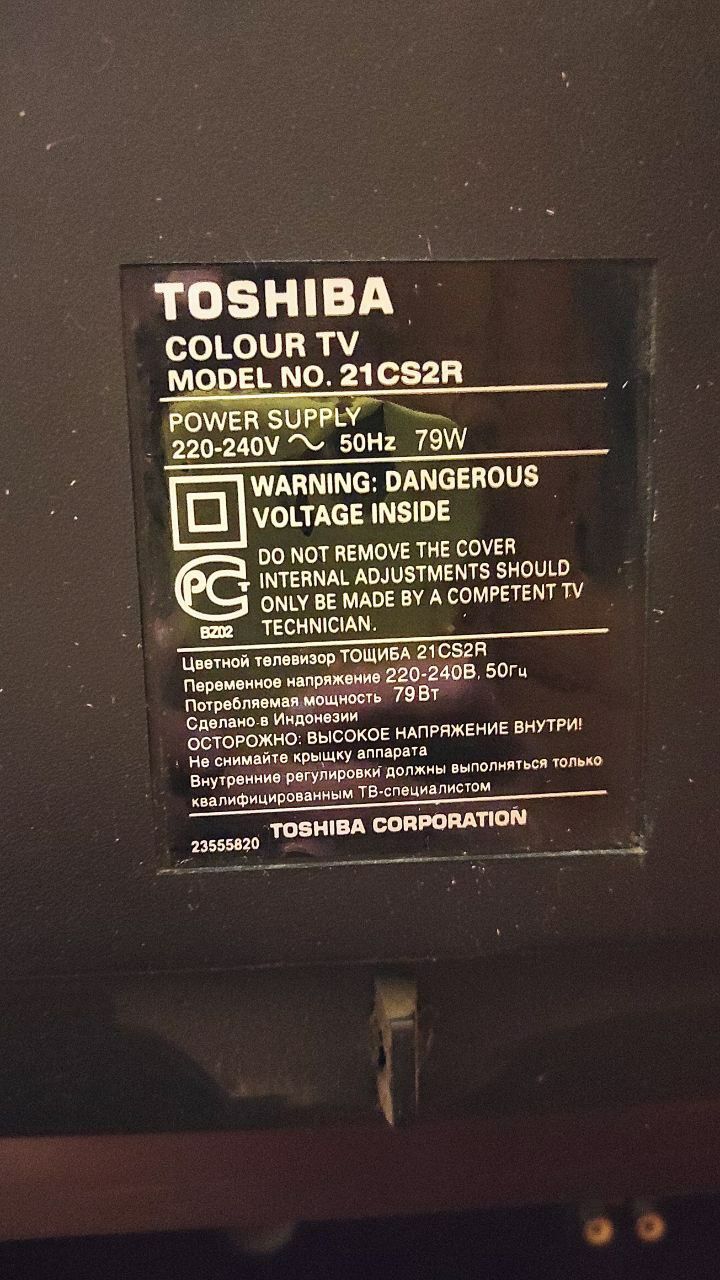 TOSHIBA
COLOUR TV
MODEL NO. 21CS2R
POWER SUPPLY
220-240V ~ 50Hz 79W
WARNING: DANGEROUS
VOLTAGE INSIDE
DO NOT REMOVE THE COVER
INTERNAL ADJUSTMENTS SHOULD
ONLY BE MADE BY A COMPETENT TV
TECHNICIAN.
РСТ
BZ02
Цветной телевизор ТОЩИБА 21CS2R
Переменное напряжение 220-240В, 50Гц
Потребляемая мощность 79Вт
Сделано в Индонезии
ОСТОРОЖНО: ВЫСОКОЕ НАПРЯЖЕНИЕ ВНУТРИ!
Не снимайте крыщку аппарата
Внутренние регулировки должны выполняться только
квалифицированным ТВ-специалистом
TOSHIBA CORPORATION
23555820